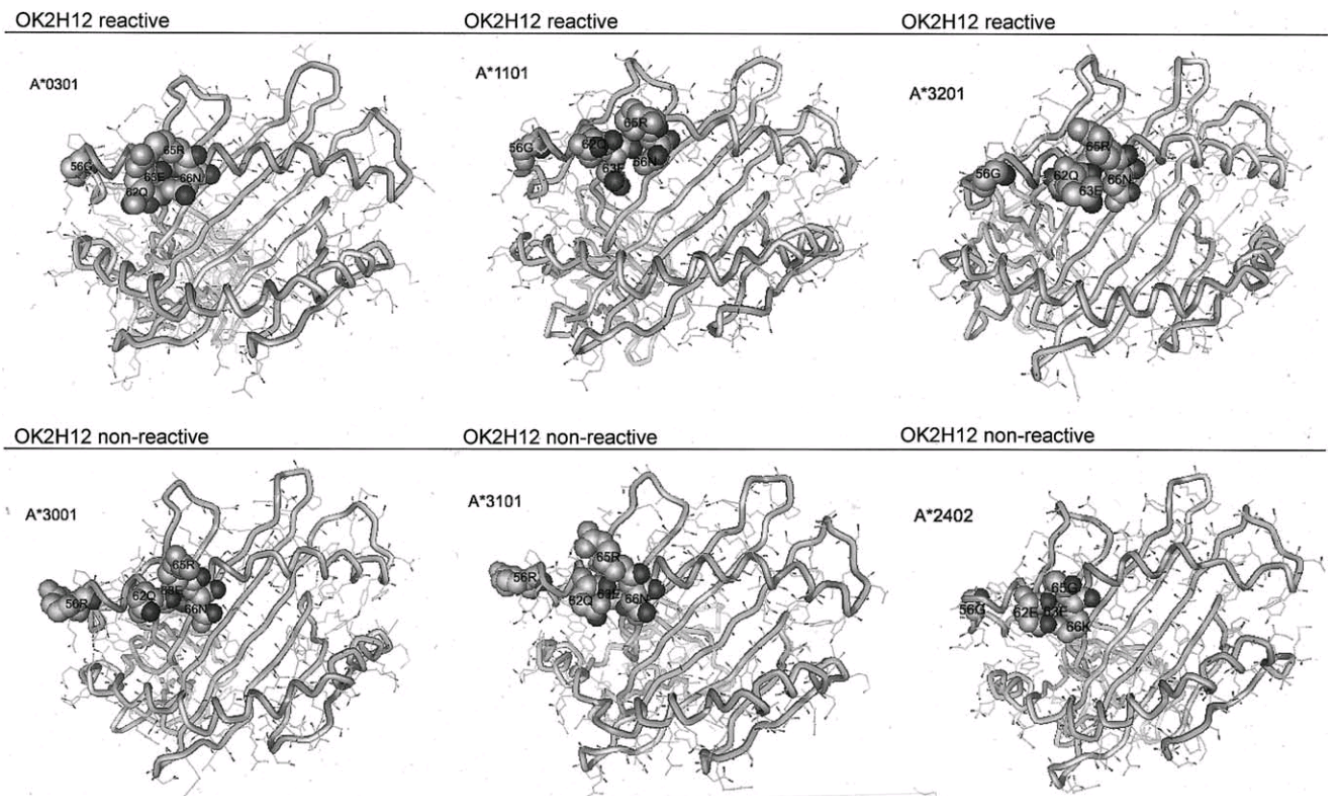 OK2H12 reactive
OK2H12 reactive
OK2H12 reactive
A*0301
A*1101
A*3201
56G
65R
63E
66N
62Q
56G
62Q
65R
66N
63E
56G
62Q
65R
63E
66N
OK2H12 non-reactive
OK2H12 non-reactive
OK2H12 non-reactive
A*3001
A*3101
A*2402
56R
62Q
65R
63E
66N
56R
62Q
65R
63E
66N
56G
62E
65G
63E
66K